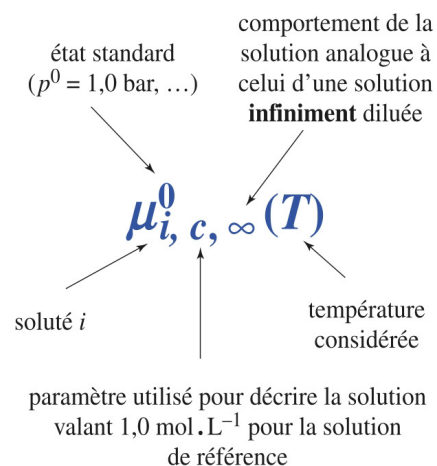 état standard
(p⁰ = 1,0 bar, …)
comportement de la
solution analogue à
celui d’une solution
infiniment diluée
μ⁰ᵢ, c, ∞ (T)
soluté i
température
considérée
paramètre utilisé pour décrire la solution
valant 1,0 mol.L⁻¹ pour la solution
de référence